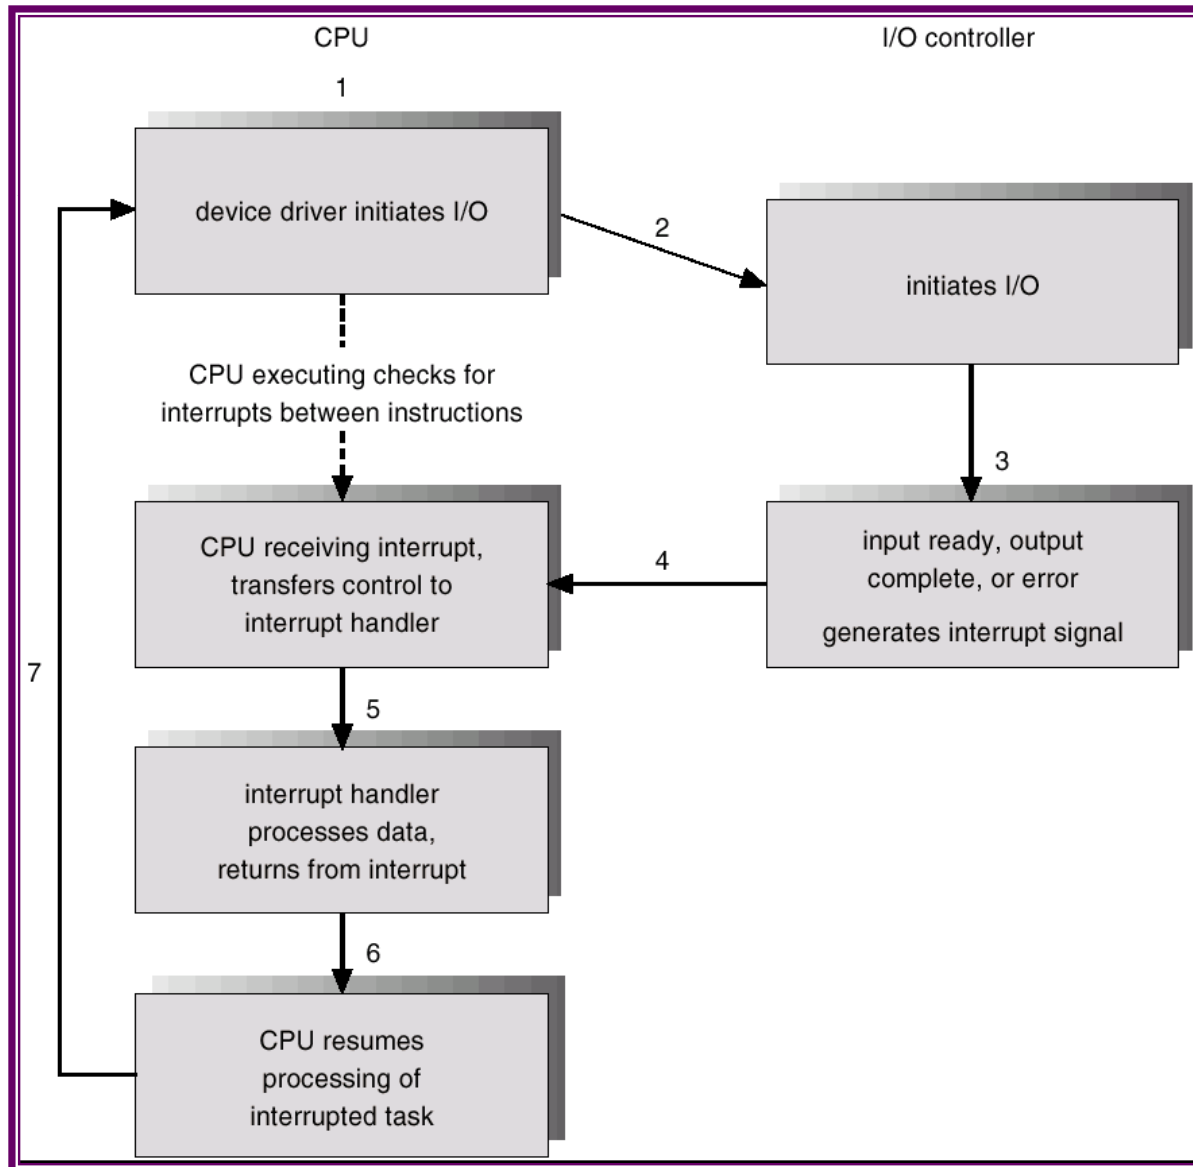 CPU
I/O controller
1
device driver initiates I/O
2
initiates I/O
CPU executing checks for
interrupts between instructions
3
CPU receiving interrupt,
transfers control to
interrupt handler
4
input ready, output
complete, or error
generates interrupt signal
7
5
interrupt handler
processes data,
returns from interrupt
6
CPU resumes
processing of
interrupted task